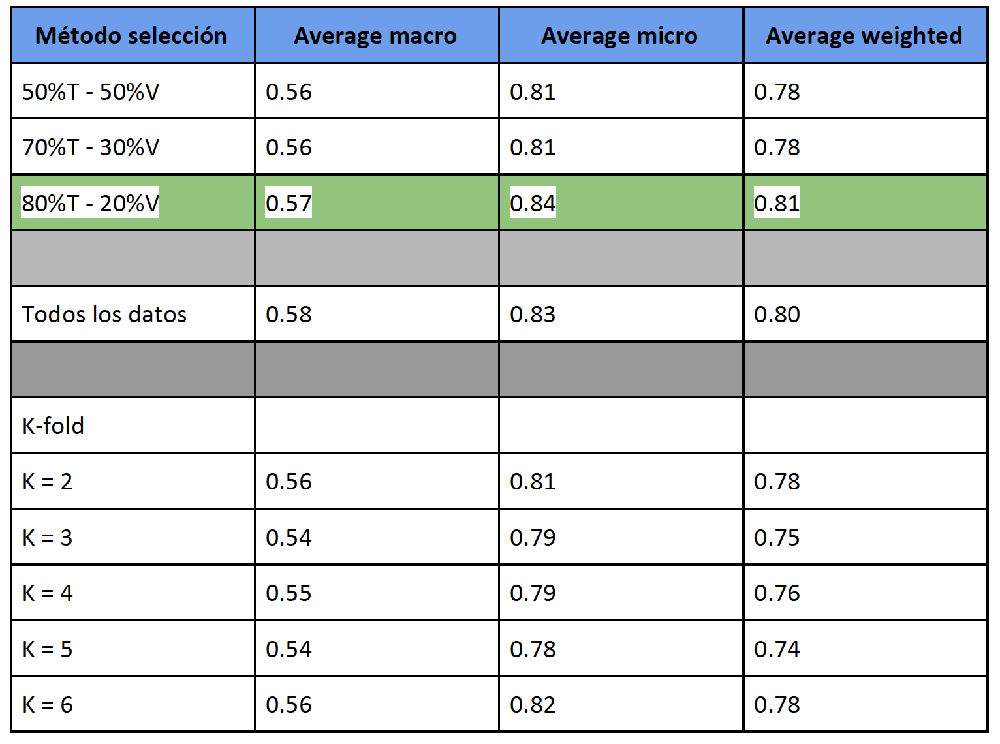 Método selección Average macro Average micro Average weighted
50%T - 50%V 0.56 0.81 0.78
70%T - 30%V 0.56 0.81 0.78
80%T - 20%V 0.57 0.84 0.81
Todos los datos 0.58 0.83 0.80
K-fold
K = 2 0.56 0.81 0.78
K = 3 0.54 0.79 0.75
K = 4 0.55 0.79 0.76
K = 5 0.54 0.78 0.74
K = 6 0.56 0.82 0.78